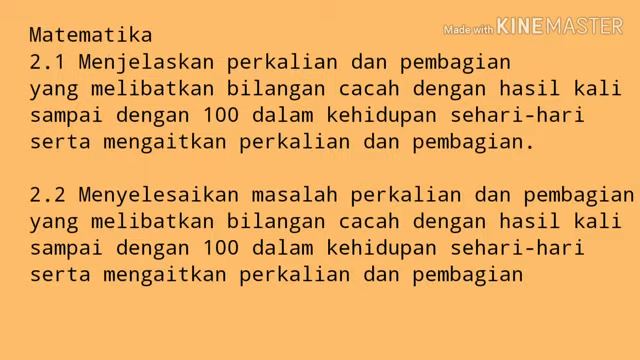 Matematika
Made with KINEMASTER
2.1 Menjelaskan perkalian dan pembagian
yang melibatkan bilangan cacah dengan hasil kali
sampai dengan 100 dalam kehidupan sehari-hari
serta mengaitkan perkalian dan pembagian.
2.2 Menyelesaikan masalah perkalian dan pembagian
yang melibatkan bilangan cacah dengan hasil kali
sampai dengan 100 dalam kehidupan sehari-hari
serta mengaitkan perkalian dan pembagian